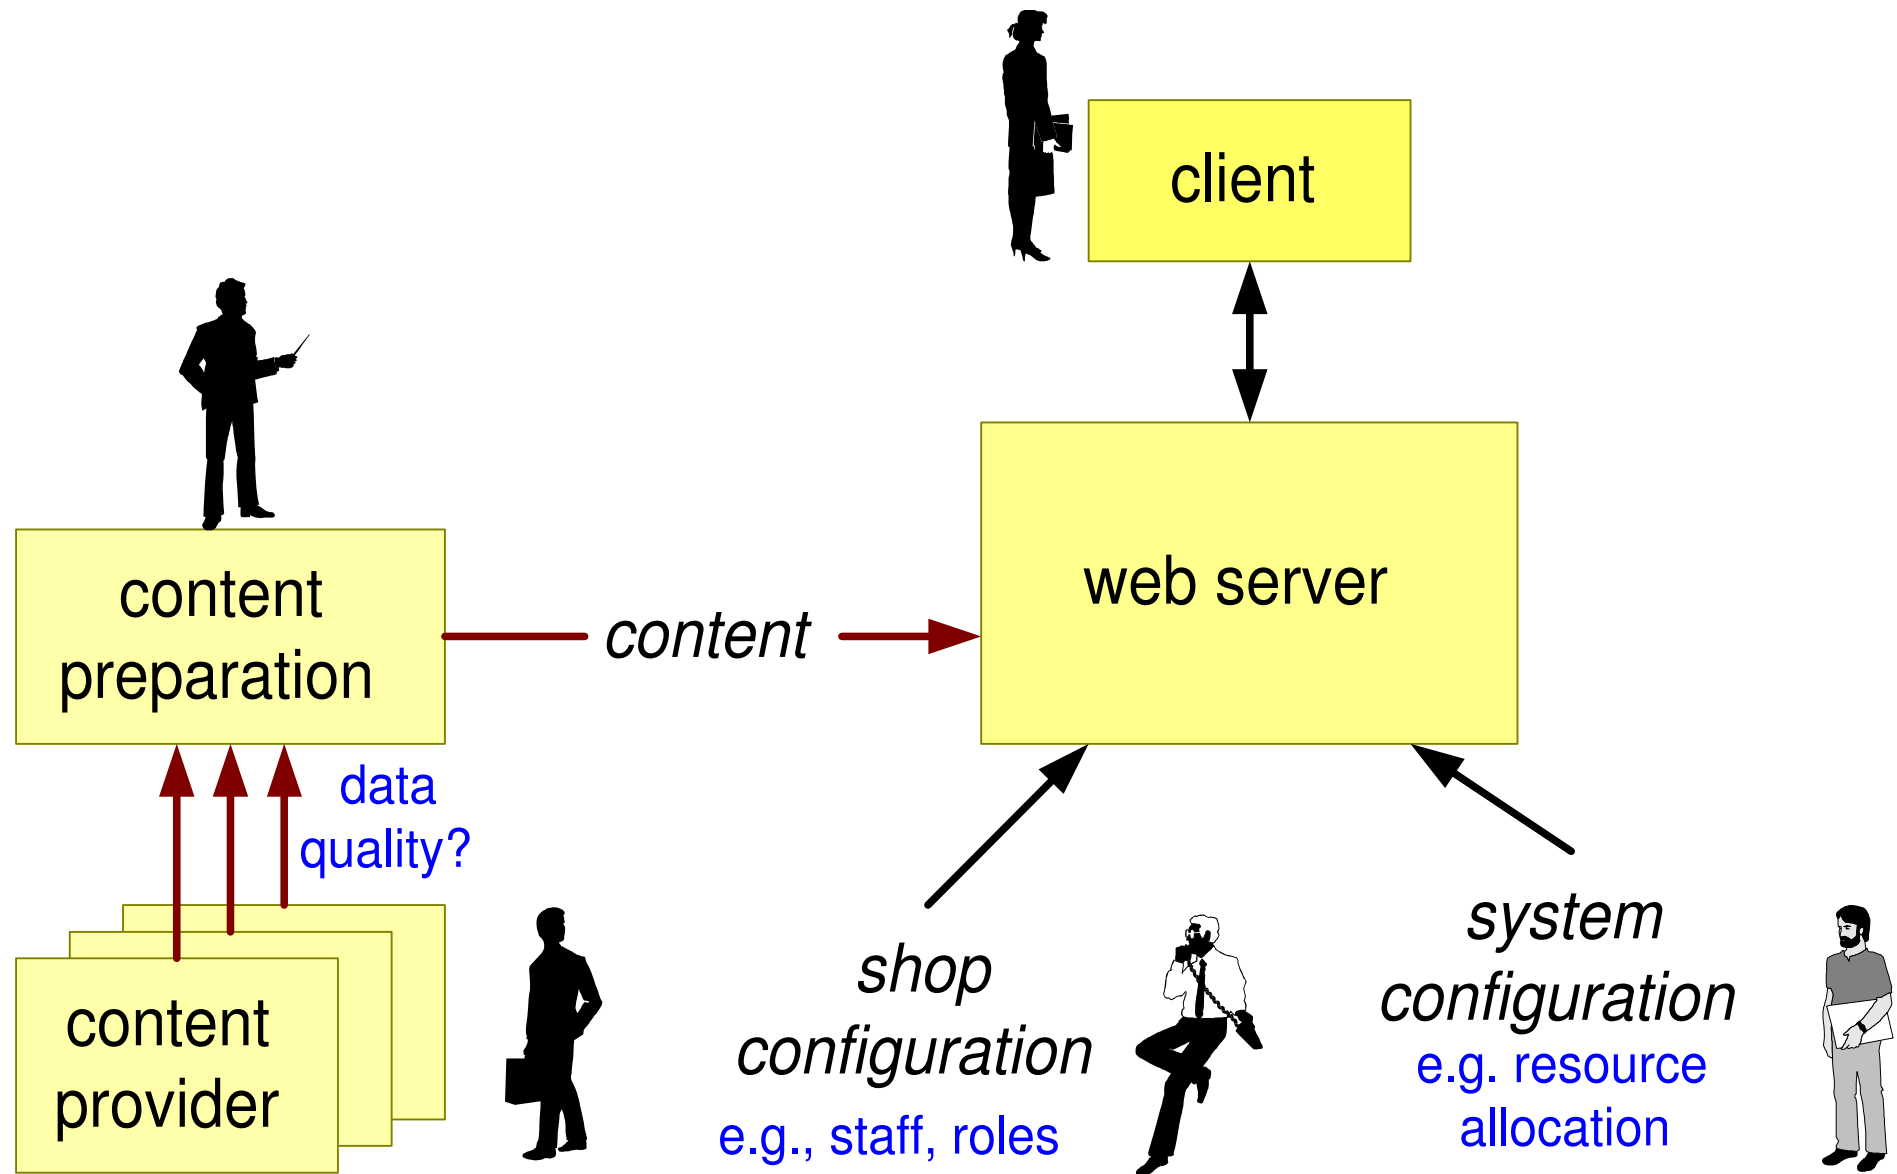 client
web server
content
preparation
content
data
quality?
content
provider
shop
configuration
e.g., staff, roles
system
configuration
e.g. resource
allocation